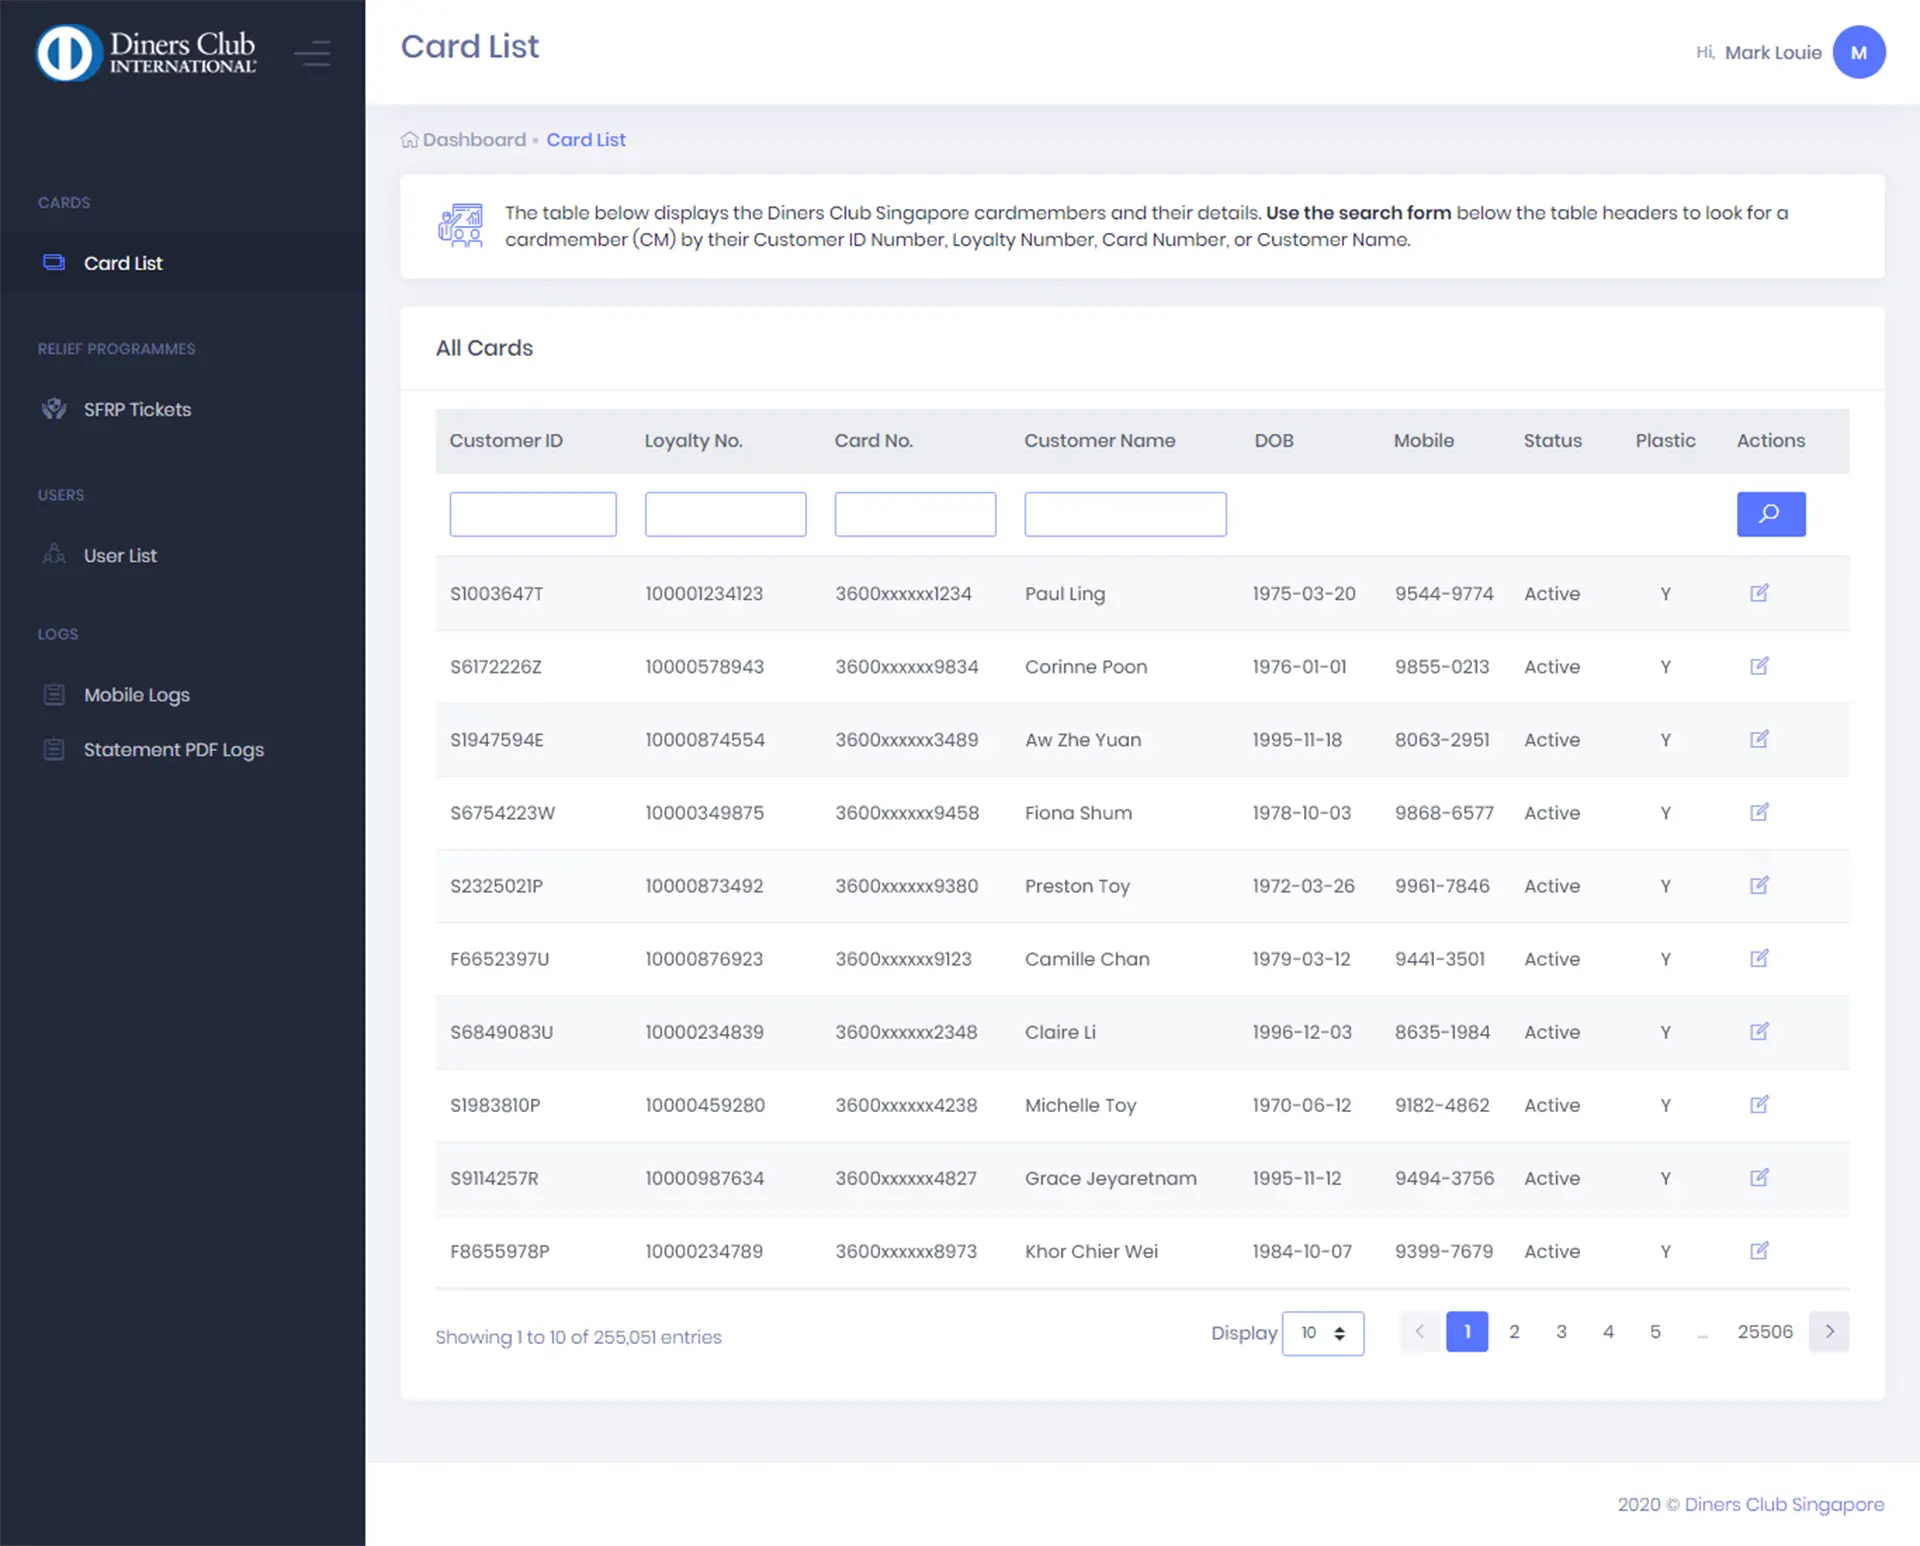 Diners Club
INTERNATIONAL®
Card List
Hi, Mark Louie M
Dashboard • Card List
CARDS
Card List
RELIEF PROGRAMMES
SFRP Tickets
USERS
User List
LOGS
Mobile Logs
Statement PDF Logs
The table below displays the Diners Club Singapore cardmembers and their details. Use the search form below the table headers to look for a
cardmember (CM) by their Customer ID Number, Loyalty Number, Card Number, or Customer Name.
All Cards
Customer ID Loyalty No. Card No. Customer Name DOB Mobile Status Plastic Actions
S1003647T 100001234123 3600xxxxxx1234 Paul Ling 1975-03-20 9544-9774 Active Y
S6172226Z 10000578943 3600xxxxxx9834 Corinne Poon 1976-01-01 9855-0213 Active Y
S1947594E 10000874554 3600xxxxxx3489 Aw Zhe Yuan 1995-11-18 8063-2951 Active Y
S6754223W 10000349875 3600xxxxxx9458 Fiona Shum 1978-10-03 9868-6577 Active Y
S2325021P 10000873492 3600xxxxxx9380 Preston Toy 1972-03-26 9961-7846 Active Y
F6652397U 10000876923 3600xxxxxx9123 Camille Chan 1979-03-12 9441-3501 Active Y
S6849083U 10000234839 3600xxxxxx2348 Claire Li 1996-12-03 8635-1984 Active Y
S1983810P 10000459280 3600xxxxxx4238 Michelle Toy 1970-06-12 9182-4862 Active Y
S9114257R 10000987634 3600xxxxxx4827 Grace Jeyaretnam 1995-11-12 9494-3756 Active Y
F8655978P 10000234789 3600xxxxxx8973 Khor Chier Wei 1984-10-07 9399-7679 Active Y
Showing 1 to 10 of 255,051 entries Display 10 1 2 3 4 5 ... 25506
2020 © Diners Club Singapore